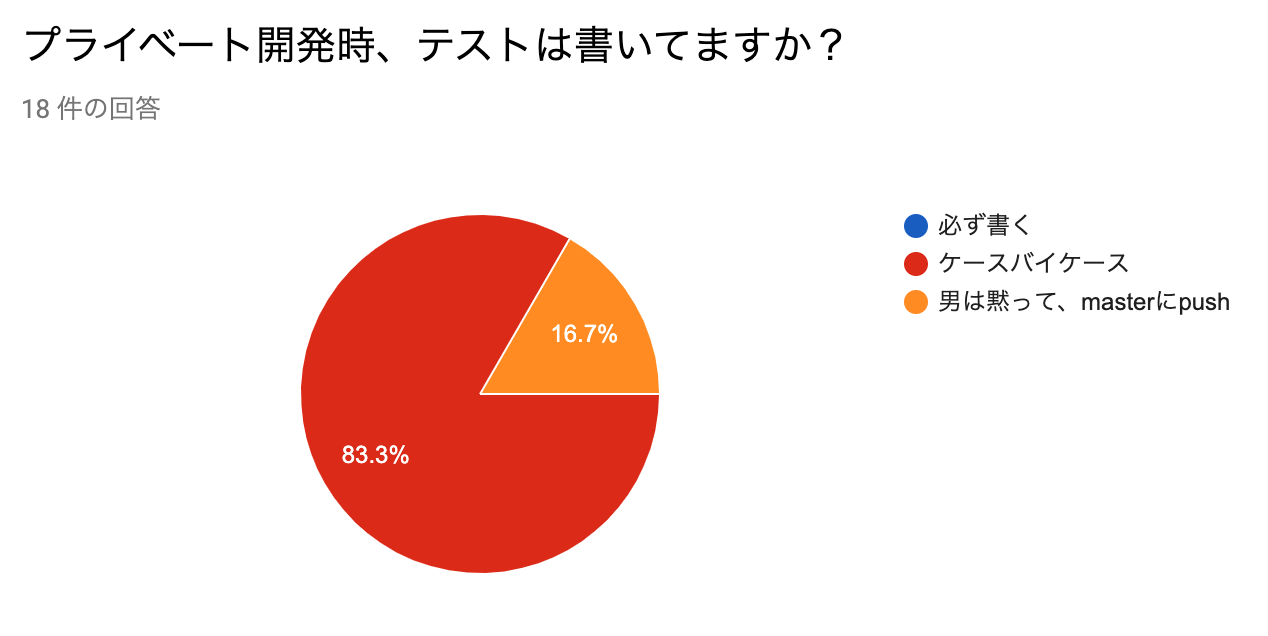 プライベート開発時、テストは書いてますか？
18 件の回答
必ず書く
ケースバイケース
男は黙って、masterにpush
16.7%
83.3%